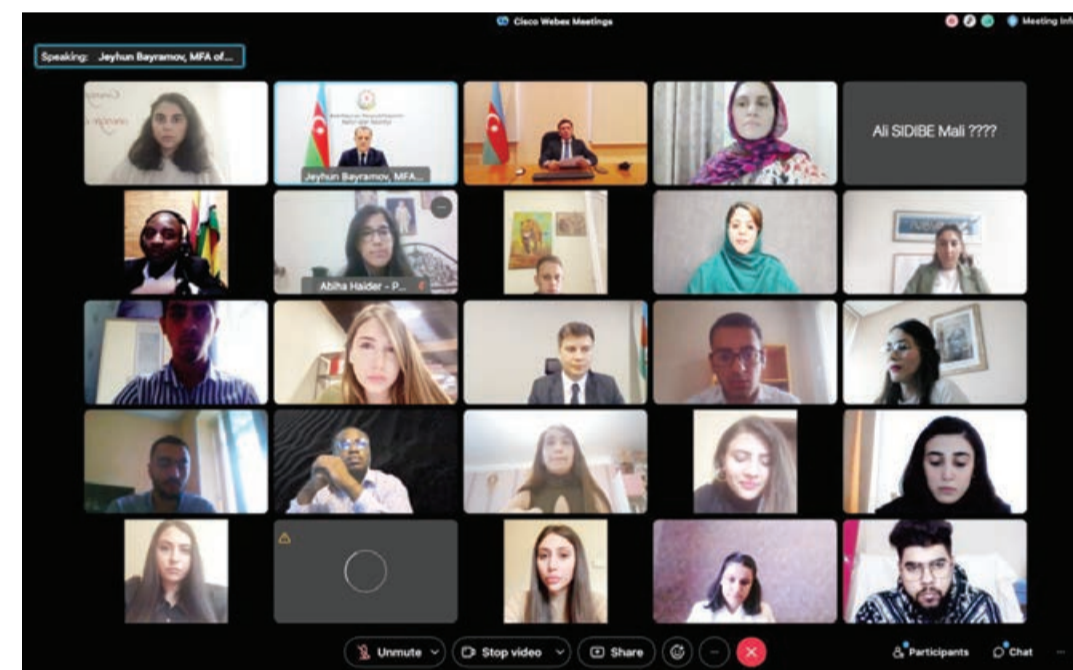 Cisco Webex Meetings
Meeting Inf
Speaking: Jeyhun Bayramov, MFA of...
Jeyhun Bayramov, MFA...
Ali SIDIBE Mali ????
Abiha Haider - P...
Unmute
Stop video
Share
Participants
Chat